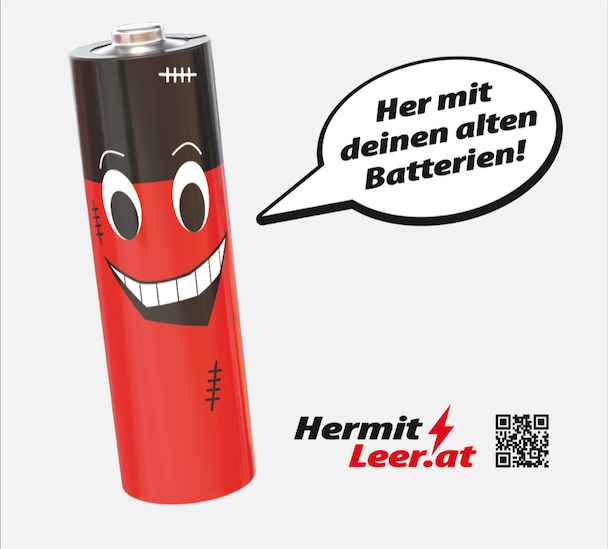 Her mit
deinen alten
Batterien!
Hermit
Leer.at